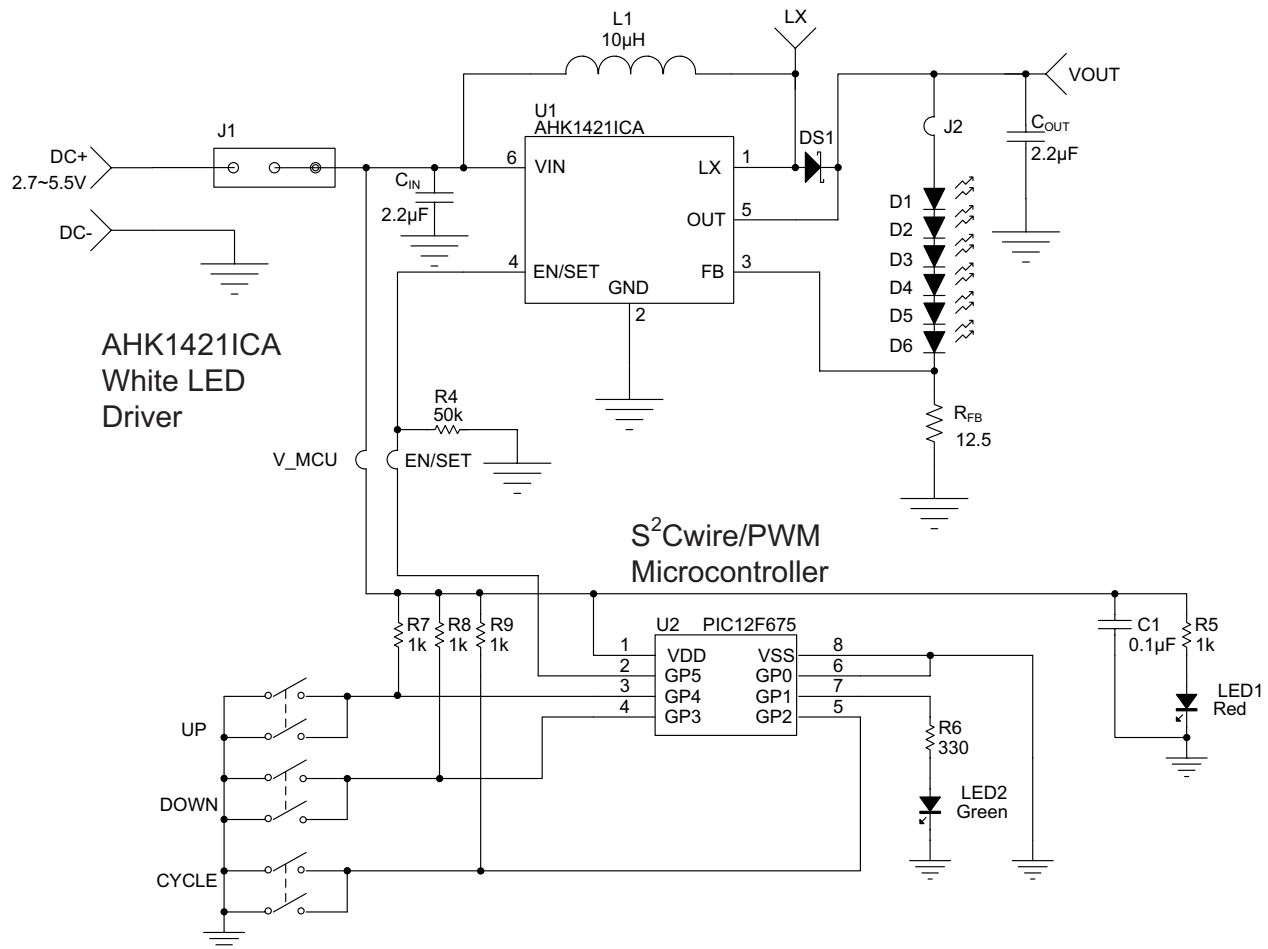 LX
L1
10µH
VOUT
U1
AHK1421ICA
J1
DS1
J2
COUT
2.2µF
DC+
2.7~5.5V
6
VIN
LX
1
CIN
2.2µF
OUT
5
DC-
4
EN/SET
FB
3
GND
2
D1
D2
D3
D4
D5
D6
AHK1421ICA
White LED
Driver
R4
50k
RFB
12.5
V_MCU
EN/SET
S²Cwire/PWM
Microcontroller
R7
1k
R8
1k
R9
1k
U2
PIC12F675
C1
0.1µF
R5
1k
1
VDD
VSS
8
2
GP5
GP0
6
3
GP4
GP1
7
4
GP3
GP2
5
LED1
Red
UP
R6
330
DOWN
LED2
Green
CYCLE